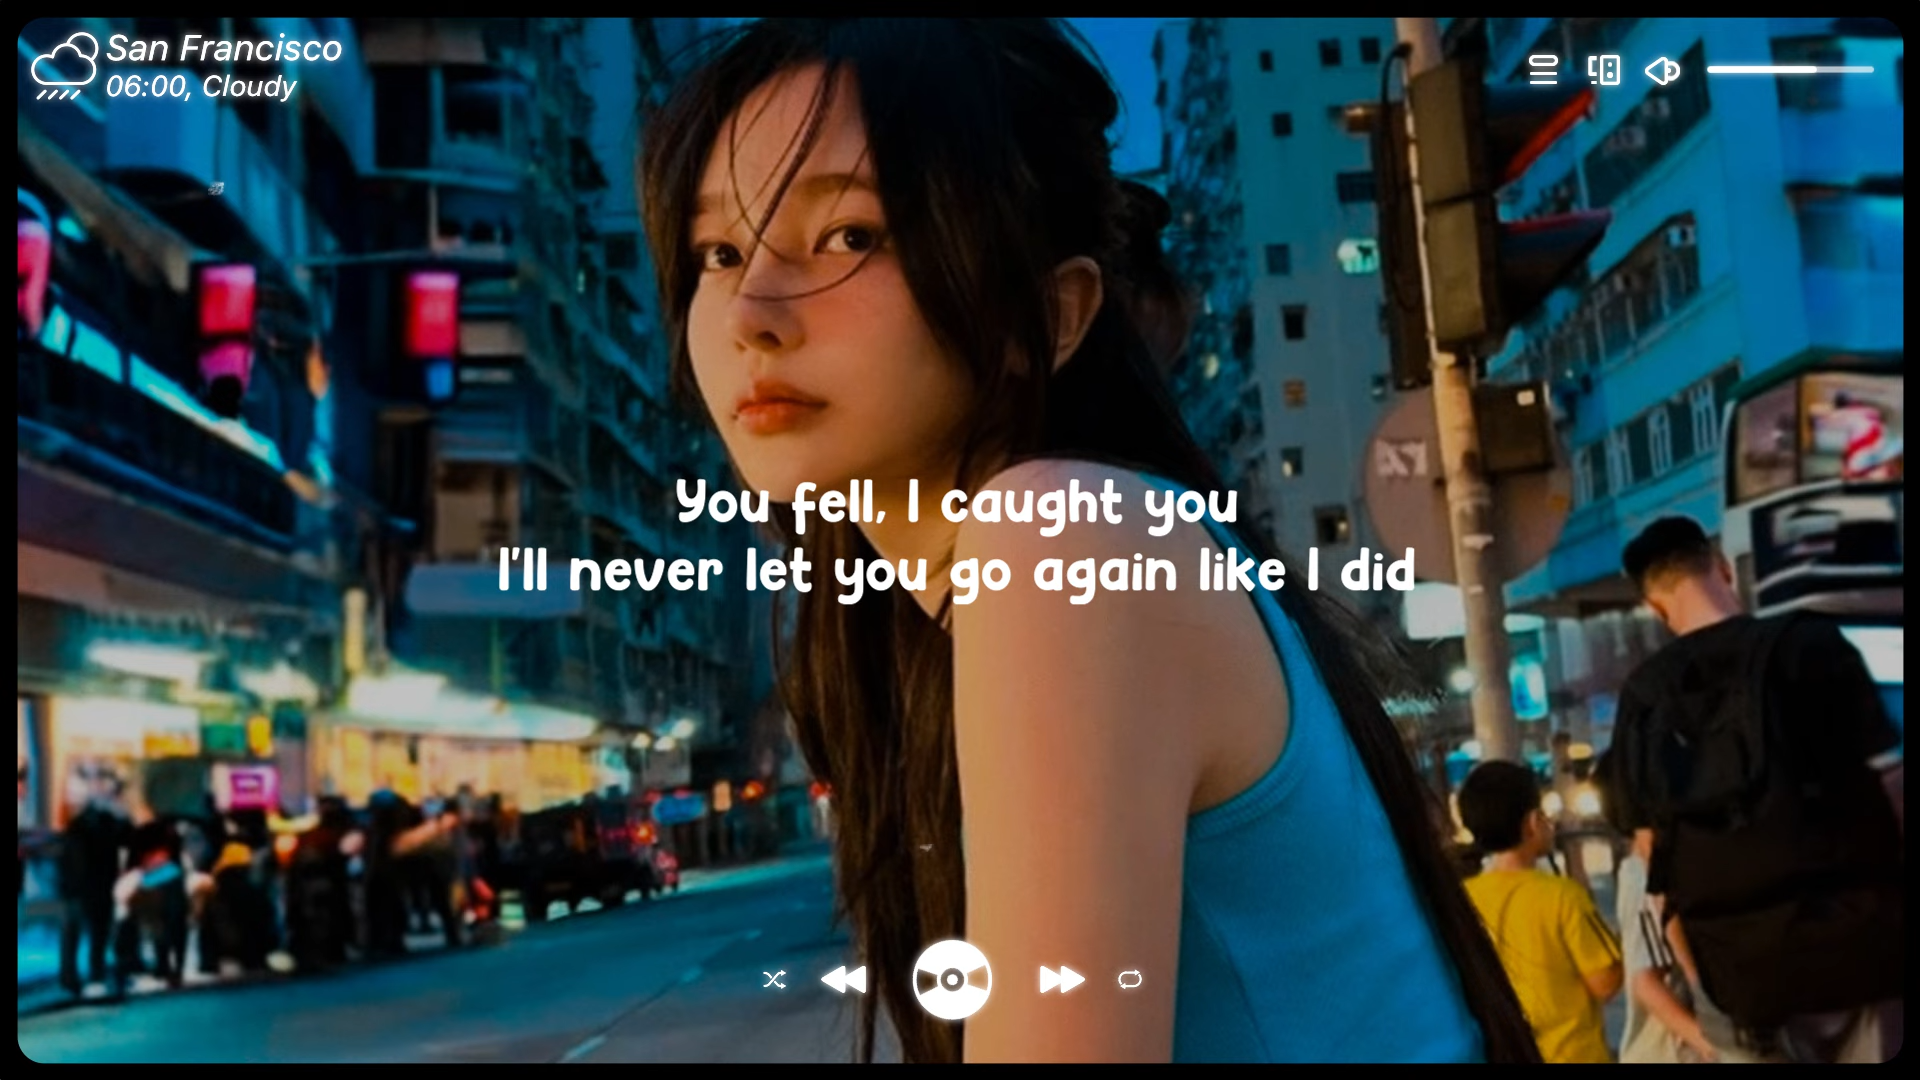 San Francisco
06:00, Cloudy
You fell, I caught you
I'll never let you go again like I did